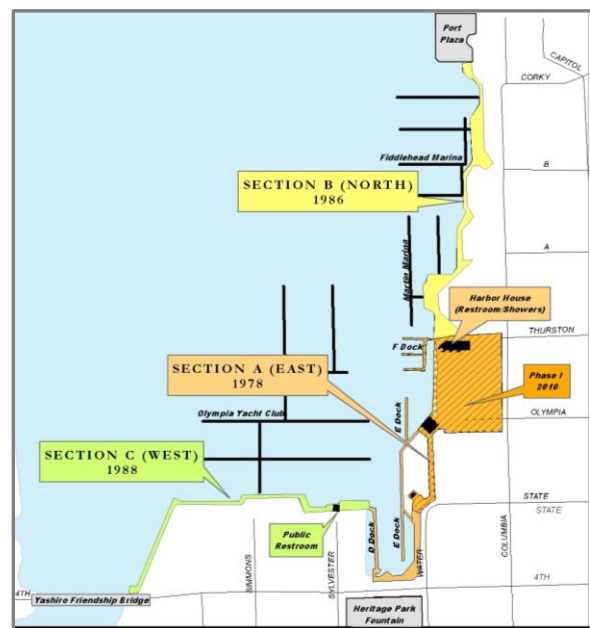 Port
Plaza
CAPITOL
CORKY
Fiddlehead Marina
B
SECTION B (NORTH)
1986
A
Martin Marina
Harbor House
(Restroom/Showers)
THURSTON
F Dock
SECTION A (EAST)
1978
Phase I
2010
E Dock
Olympia Yacht Club
OLYMPIA
SECTION C (WEST)
1988
STATE
STATE
Public
Restroom
D Dock
E Dock
WATER
COLUMBIA
SIMMONS
SYLVESTER
4TH
4TH
Yashiro Friendship Bridge
Heritage Park
Fountain